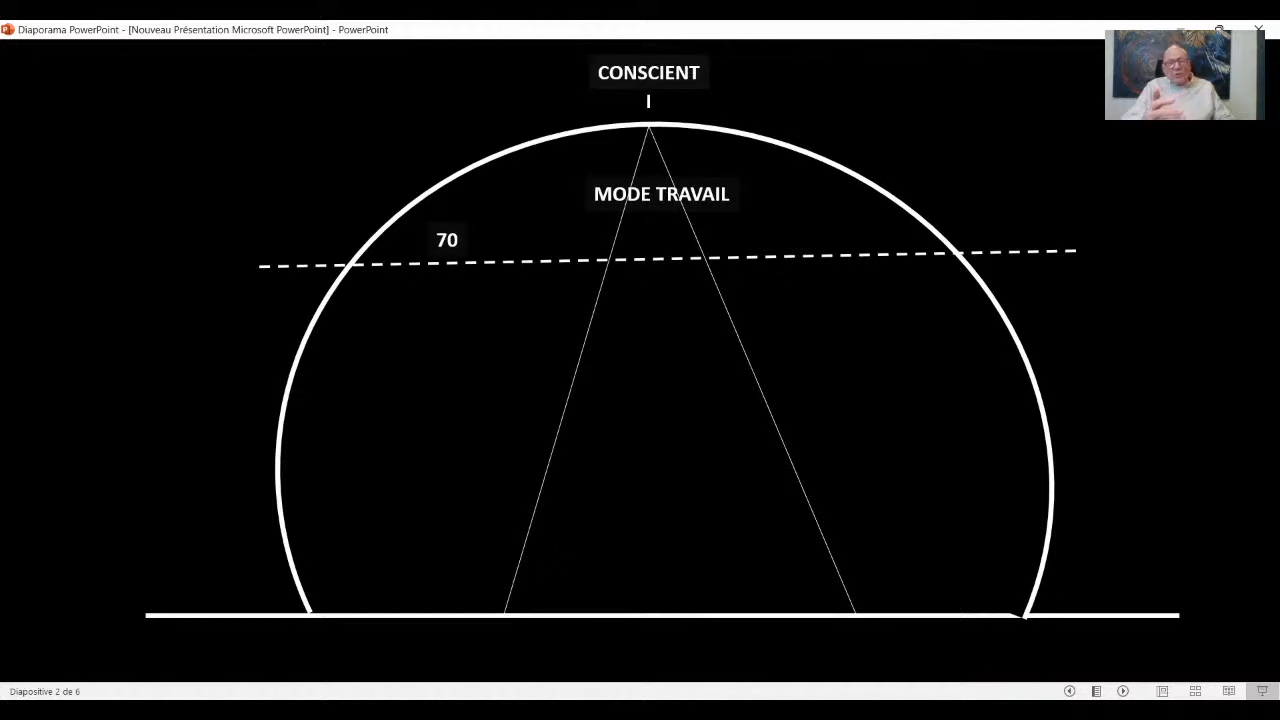 Diaporama PowerPoint - [Nouveau Présentation Microsoft PowerPoint] - PowerPoint
CONSCIENT
I
MODE TRAVAIL
70
Diapositive 2 de 6